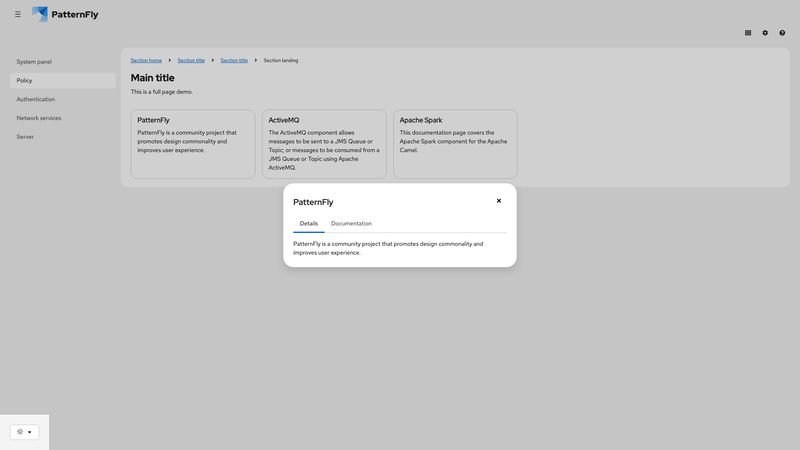 PatternFly
System panel
Policy
Authentication
Network services
Server
Section home
Section title
Section title
Section landing
Main title
This is a full page demo.
PatternFly
PatternFly is a community project that
promotes design commonality and
improves user experience.
ActiveMQ
The ActiveMQ component allows
messages to be sent to a JMS Queue or
Topic; or messages to be consumed from a
JMS Queue or Topic using Apache
ActiveMQ.
Apache Spark
This documentation page covers the
Apache Spark component for the Apache
Camel.
PatternFly
Details
Documentation
PatternFly is a community project that promotes design commonality and
improves user experience.